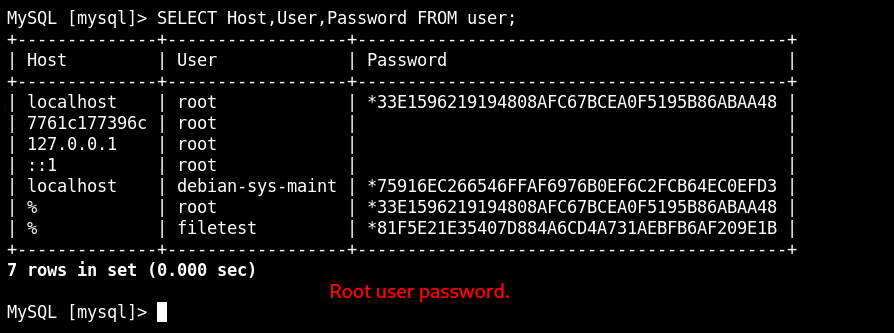 MySQL [mysql]> SELECT Host,User,Password FROM user;
+--------------+------------------+-------------------------------------------+
| Host         | User             | Password                                  |
+--------------+------------------+-------------------------------------------+
| localhost    | root             | *33E1596219194808AFC67BCEA0F5195B86ABAA48 |
| 7761c177396c | root             |                                           |
| 127.0.0.1    | root             |                                           |
| ::1          | root             |                                           |
| localhost    | debian-sys-maint | *75916EC266546FFAF6976B0EF6C2FCB64EC0EFD3 |
| %            | root             | *33E1596219194808AFC67BCEA0F5195B86ABAA48 |
| %            | filetest         | *81F5E21E35407D884A6CD4A731AEBFB6AF209E1B |
+--------------+------------------+-------------------------------------------+
7 rows in set (0.000 sec)
Root user password.
MySQL [mysql]>